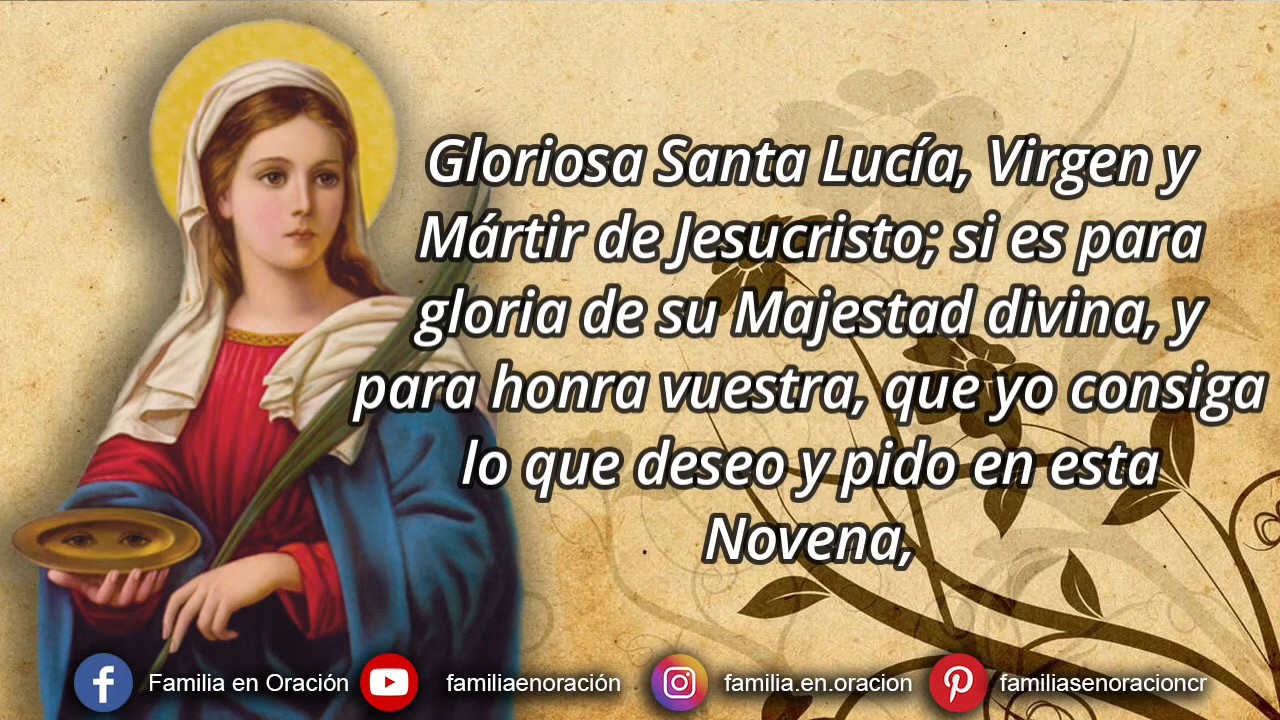 Gloriosa Santa Lucía, Virgen y
Mártir de Jesucristo; si es para
gloria de su Majestad divina, y
para honra vuestra, que yo consiga
lo que deseo y pido en esta
Novena,
Familia en Oración familiaenoración familia.en.oracion familiasenoracioncr